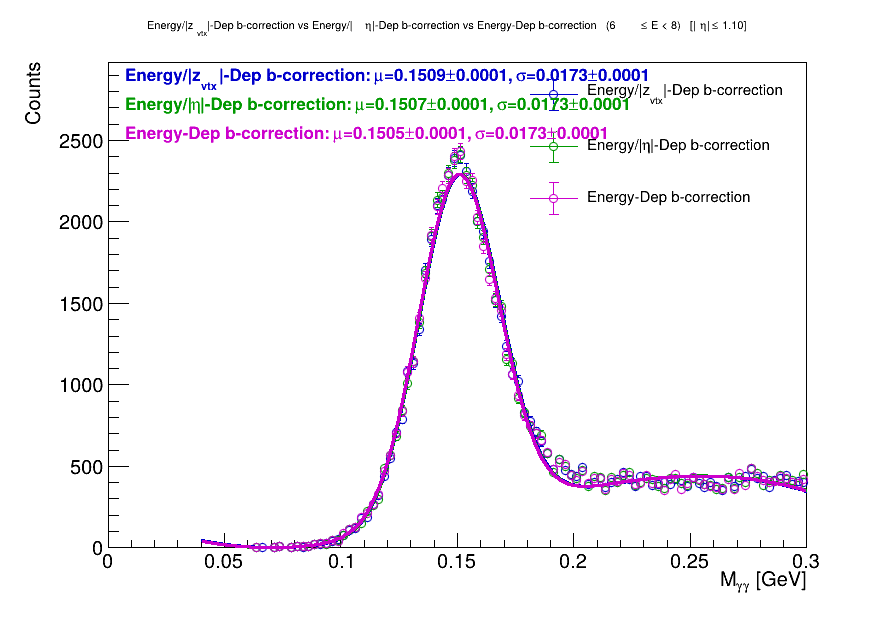 Energy/|z_vtx|-Dep b-correction vs Energy/|η|-Dep b-correction vs Energy-Dep b-correction (6 ≤ E < 8) [|η| ≤ 1.10]
Counts
Energy/|z_vtx|-Dep b-correction: μ=0.1509±0.0001, σ=0.0173±0.0001
Energy/|η|-Dep b-correction: μ=0.1507±0.0001, σ=0.0173±0.0001
Energy-Dep b-correction: μ=0.1505±0.0001, σ=0.0173±0.0001
Energy/|z_vtx|-Dep b-correction
Energy/|η|-Dep b-correction
Energy-Dep b-correction
2500
2000
1500
1000
500
0
0 0.05 0.1 0.15 0.2 0.25 0.3
M_γγ [GeV]